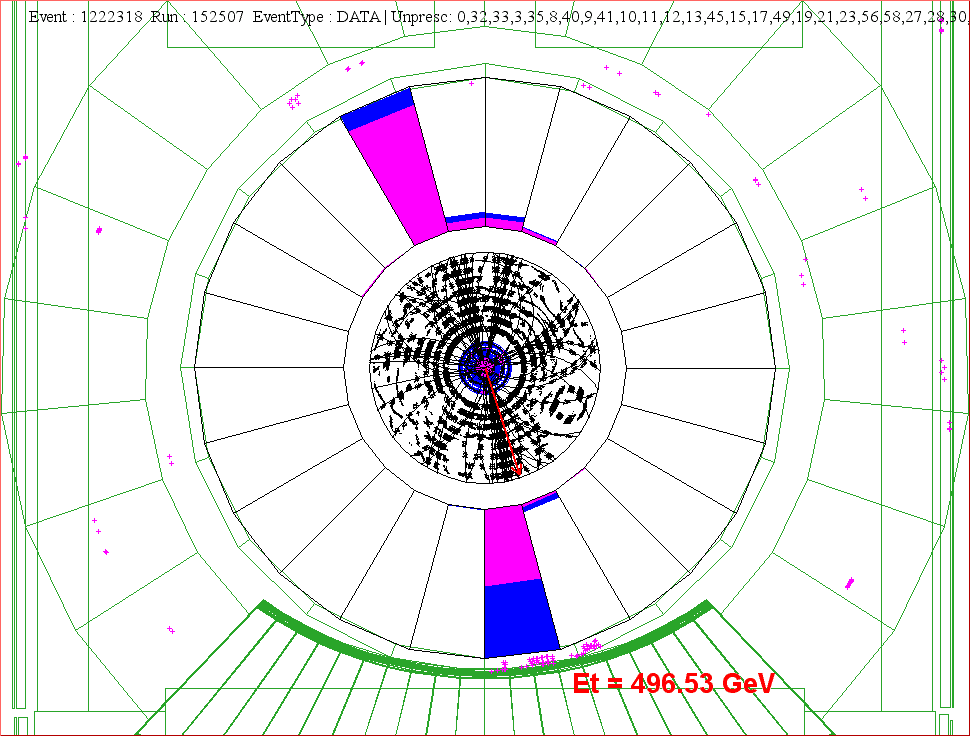 Event : 1222318 Run : 152507 EventType : DATA | Unpresc: 0,32,33,3,35,8,40,9,41,10,11,12,13,45,15,17,49,19,21,23,56,58,27,28,30,
Et = 496.53 GeV